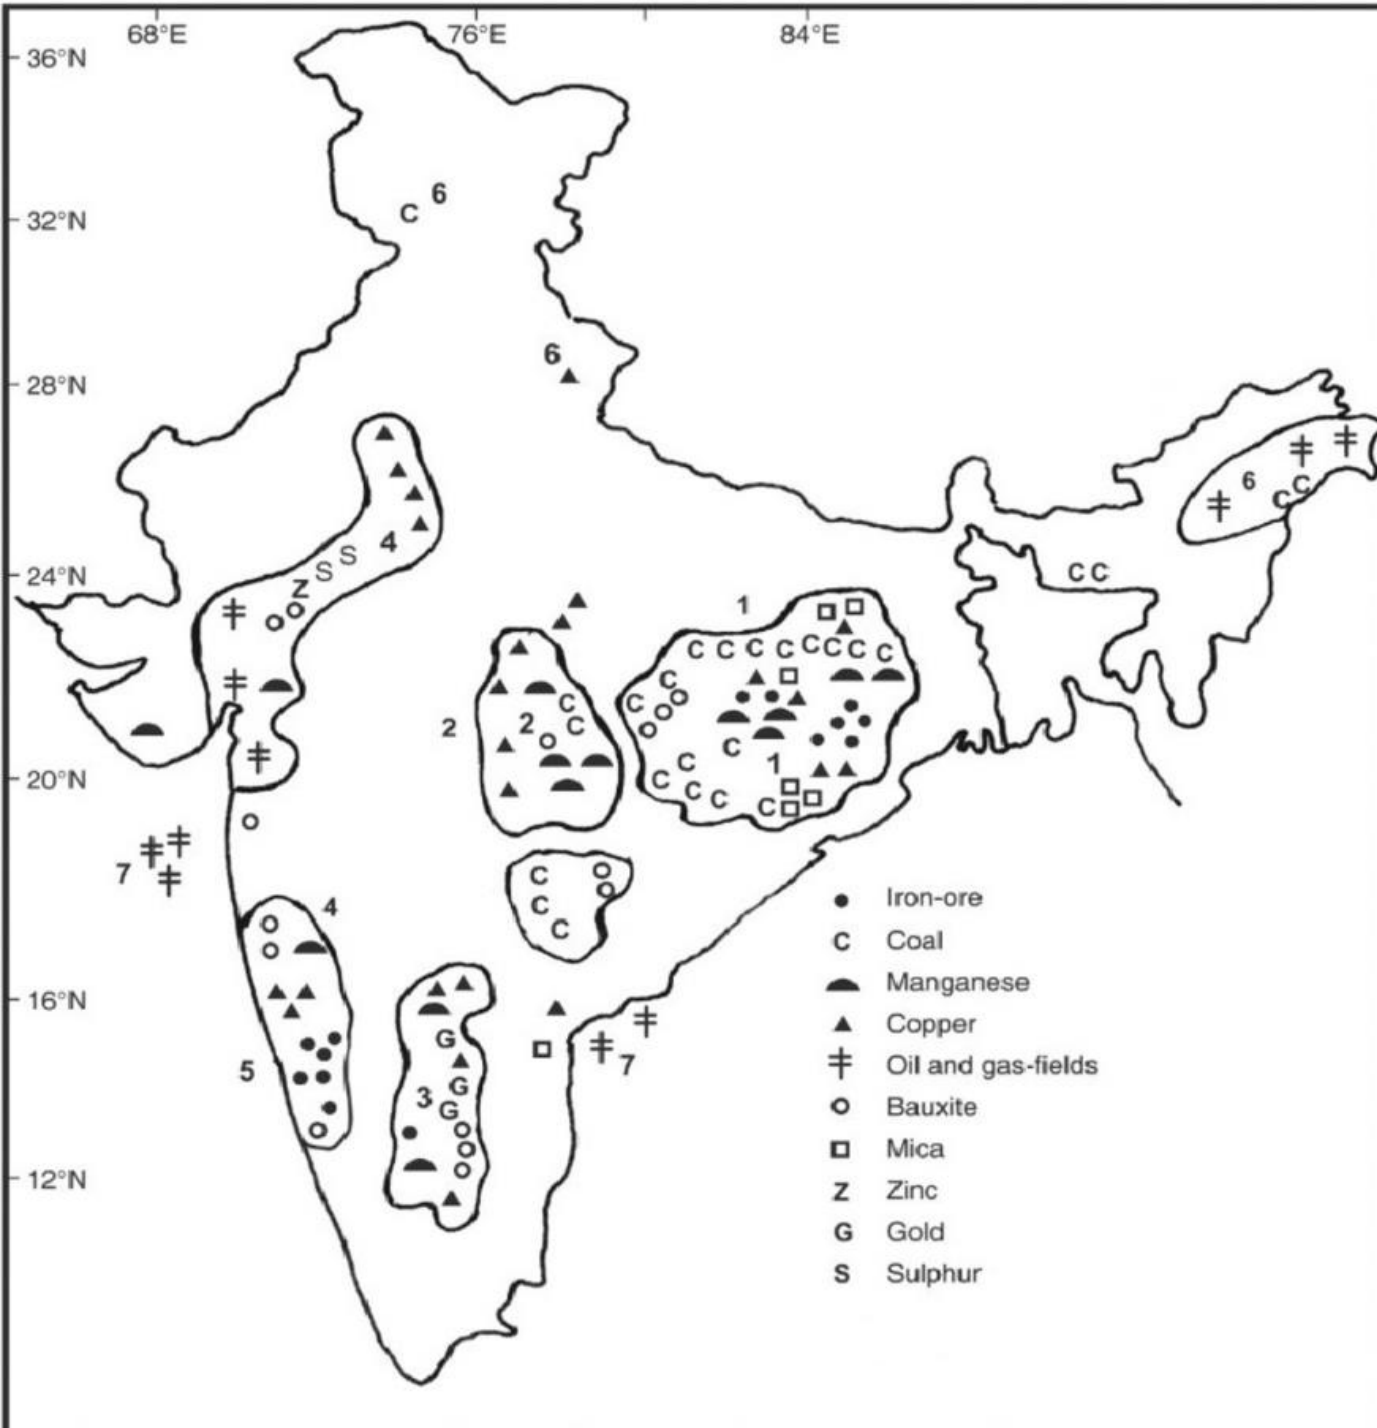 68°E 76°E 84°E
36°N
C 6
32°N
6
28°N
6
C C
4
S S
24°N
C C
Z
1
C C C C C C C C
C C C
2 2 C
C
1 C
20°N
C C C C
7
C
C
C
4
Iron-ore
C Coal
Manganese
16°N
Copper
G
5 7
Oil and gas-fields
3 G
G
Bauxite
Mica
12°N
Z Zinc
G Gold
S Sulphur